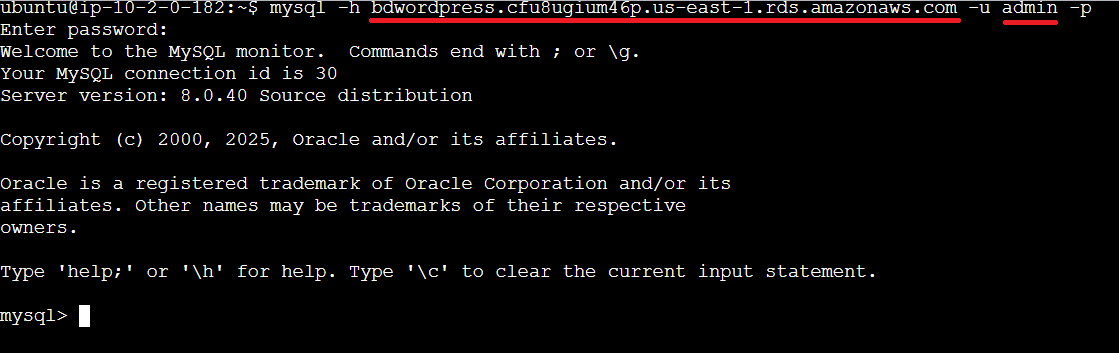 ubuntu@ip-10-2-0-182:~$ mysql -h bdwordpress.cfu8ugium46p.us-east-1.rds.amazonaws.com -u admin -p
Enter password:
Welcome to the MySQL monitor.  Commands end with ; or \g.
Your MySQL connection id is 30
Server version: 8.0.40 Source distribution
Copyright (c) 2000, 2025, Oracle and/or its affiliates.
Oracle is a registered trademark of Oracle Corporation and/or its
affiliates. Other names may be trademarks of their respective
owners.
Type 'help;' or '\h' for help. Type '\c' to clear the current input statement.
mysql>